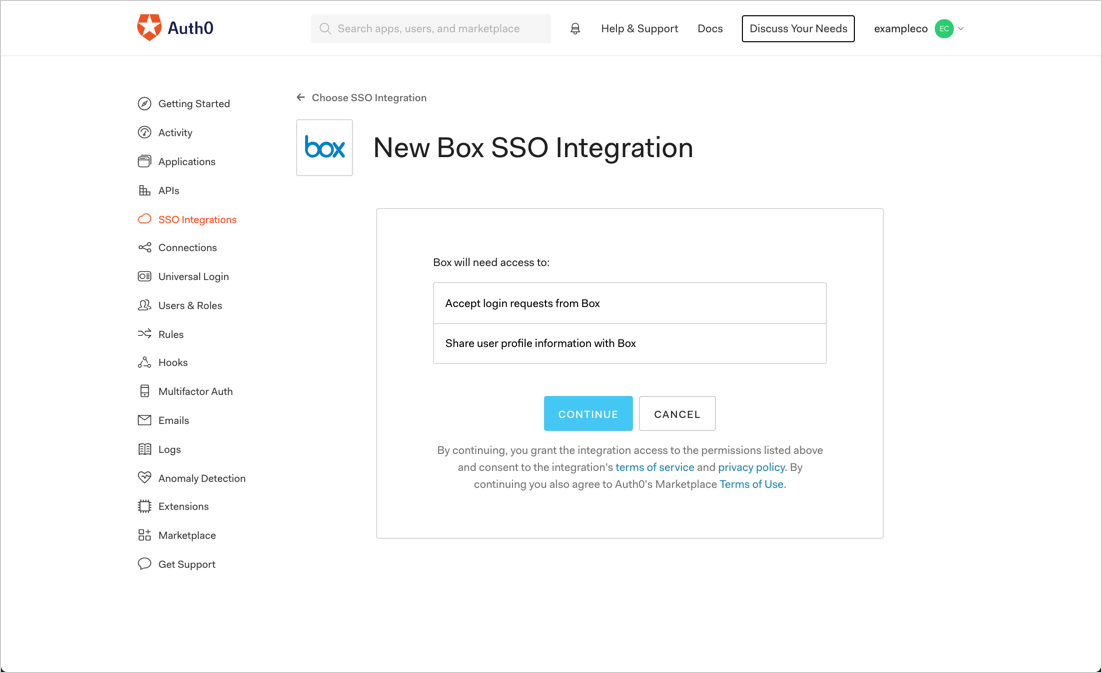 Auth0
Search apps, users, and marketplace
Help & Support
Docs
Discuss Your Needs
exampleco
EC
Getting Started
Activity
Applications
APIs
SSO Integrations
Connections
Universal Login
Users & Roles
Rules
Hooks
Multifactor Auth
Emails
Logs
Anomaly Detection
Extensions
Marketplace
Get Support
Choose SSO Integration
box
New Box SSO Integration
Box will need access to:
Accept login requests from Box
Share user profile information with Box
CONTINUE
CANCEL
By continuing, you grant the integration access to the permissions listed above
and consent to the integration's terms of service and privacy policy. By
continuing you also agree to Auth0's Marketplace Terms of Use.